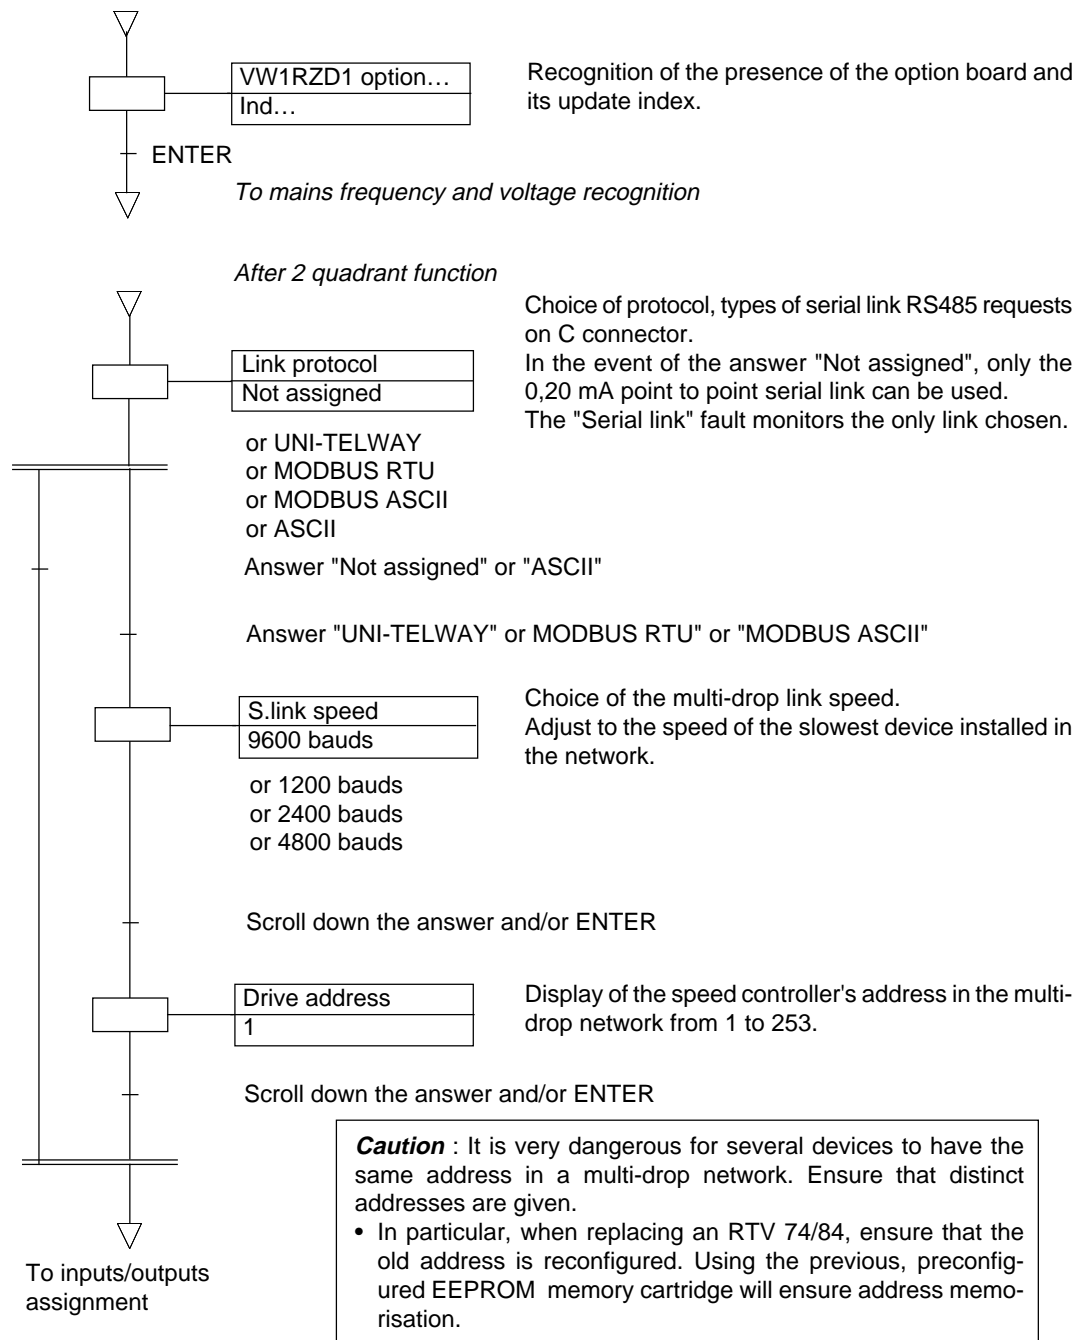 VW1RZD1 option…
Ind…
Recognition of the presence of the option board and
its update index.
ENTER
To mains frequency and voltage recognition
After 2 quadrant function
Choice of protocol, types of serial link RS485 requests
on C connector.
In the event of the answer "Not assigned", only the
0,20 mA point to point serial link can be used.
The "Serial link" fault monitors the only link chosen.
Link protocol
Not assigned
or UNI-TELWAY
or MODBUS RTU
or MODBUS ASCII
or ASCII
Answer "Not assigned" or "ASCII"
Answer "UNI-TELWAY" or MODBUS RTU" or "MODBUS ASCII"
S.link speed
9600 bauds
Choice of the multi-drop link speed.
Adjust to the speed of the slowest device installed in
the network.
or 1200 bauds
or 2400 bauds
or 4800 bauds
Scroll down the answer and/or ENTER
Drive address
1
Display of the speed controller's address in the multi-
drop network from 1 to 253.
Scroll down the answer and/or ENTER
Caution : It is very dangerous for several devices to have the
same address in a multi-drop network. Ensure that distinct
addresses are given.
• In particular, when replacing an RTV 74/84, ensure that the
old address is reconfigured. Using the previous, preconfig-
ured EEPROM memory cartridge will ensure address memo-
risation.
To inputs/outputs
assignment